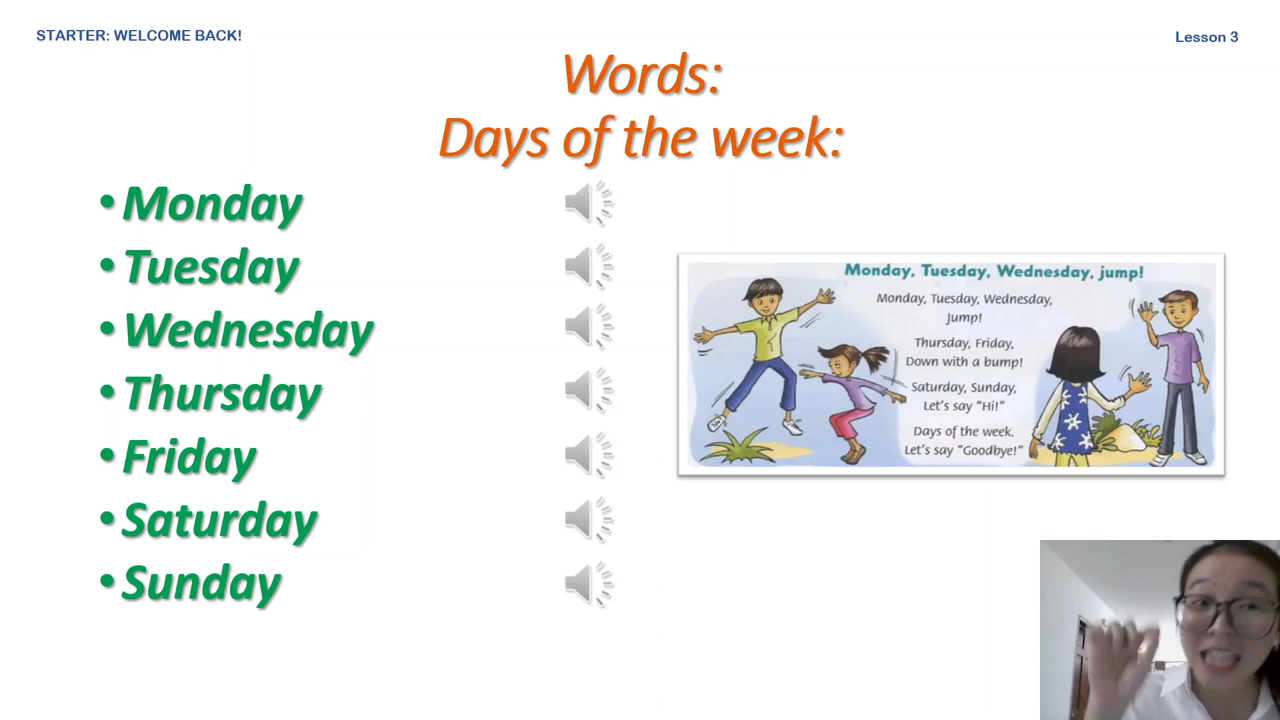 STARTER: WELCOME BACK!
Lesson 3
Words:
Days of the week:
• Monday
• Tuesday
• Wednesday
• Thursday
• Friday
• Saturday
• Sunday
Monday, Tuesday, Wednesday, jump!
Monday, Tuesday, Wednesday,
Jump!
Thursday, Friday,
Down with a bump!
Saturday, Sunday,
Let's say "Hi!"
Days of the week.
Let's say "Goodbye!"